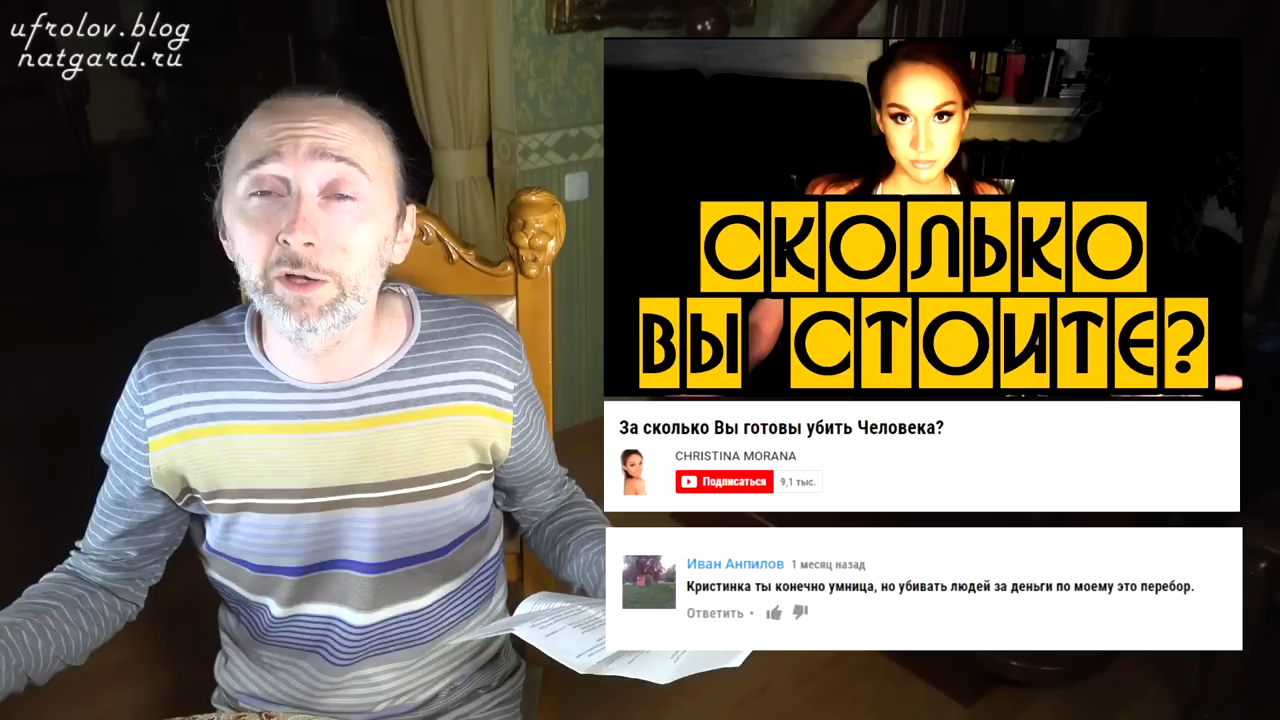 ufrolov.blog
natgard.ru
СКОЛЬКО
ВЫ СТОИТЕ?
За сколько Вы готовы убить Человека?
CHRISTINA MORANA
Подписаться 9,1 тыс.
Иван Анпилов 1 месяц назад
Кристинка ты конечно умница, но убивать людей за деньги по моему это перебор.
Ответить •